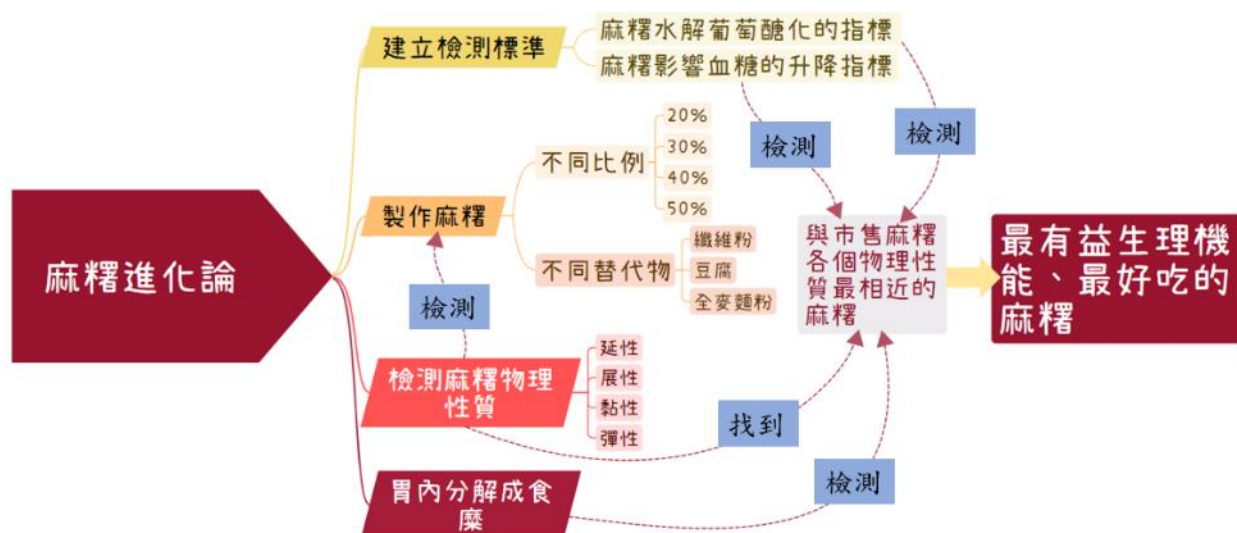 麻糬進化論
建立檢測標準
麻糬水解葡萄醣化的指標
麻糬影響血糖的升降指標
檢測
檢測
製作麻糬
不同比例
20%
30%
40%
50%
不同替代物
纖維粉
豆腐
全麥麵粉
檢測
檢測麻糬物理
性質
延性
展性
黏性
彈性
找到
胃內分解成食
糜
檢測
與市售麻糬
各個物理性
質最相近的
麻糬
最有益生理機
能、最好吃的
麻糬